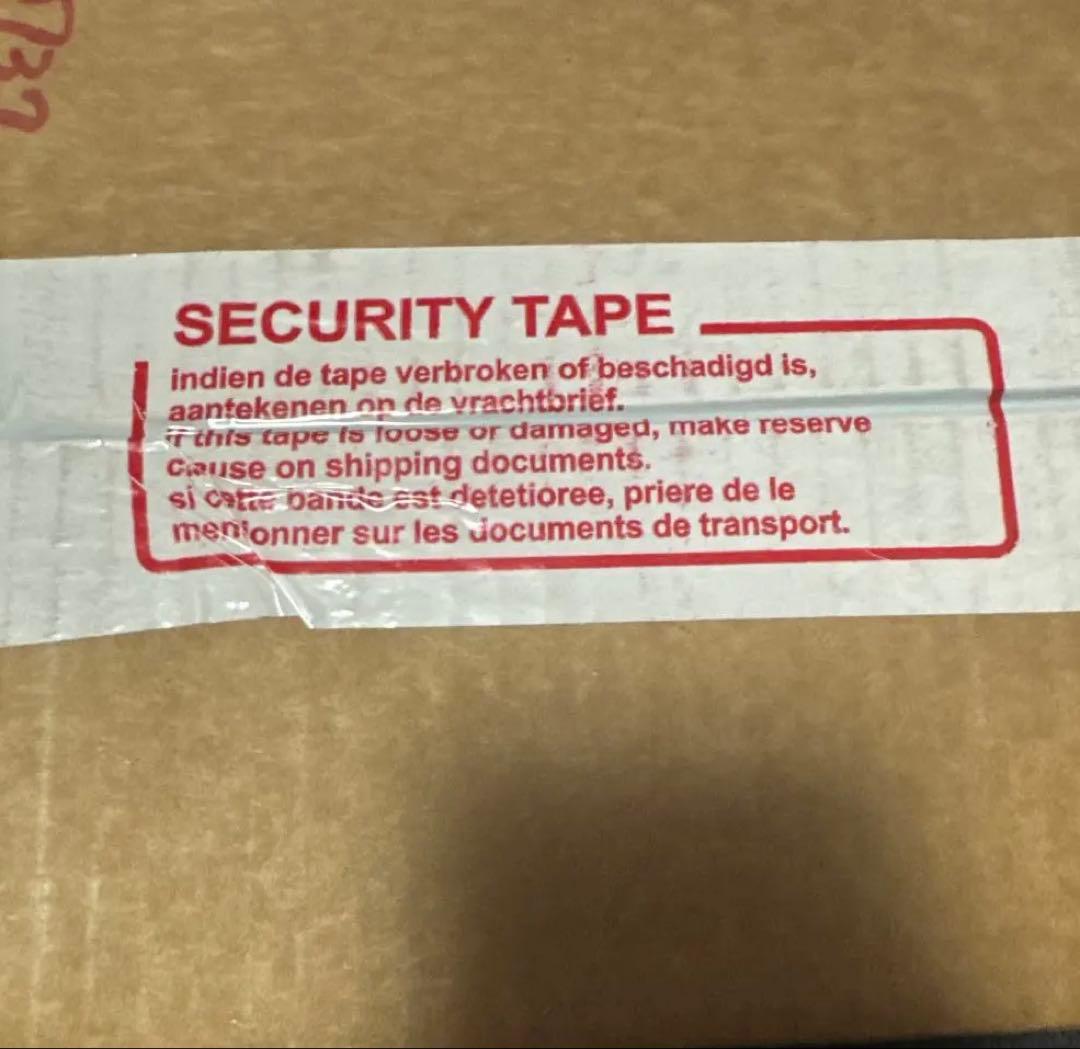 732
SECURITY TAPE
indien de tape verbroken of beschadigd is,
aantekenen op de vrachtbrief.
if this tape is loose or damaged, make reserve
clause on shipping documents.
si cette bande est detetioree, priere de le
mentionner sur les documents de transport.